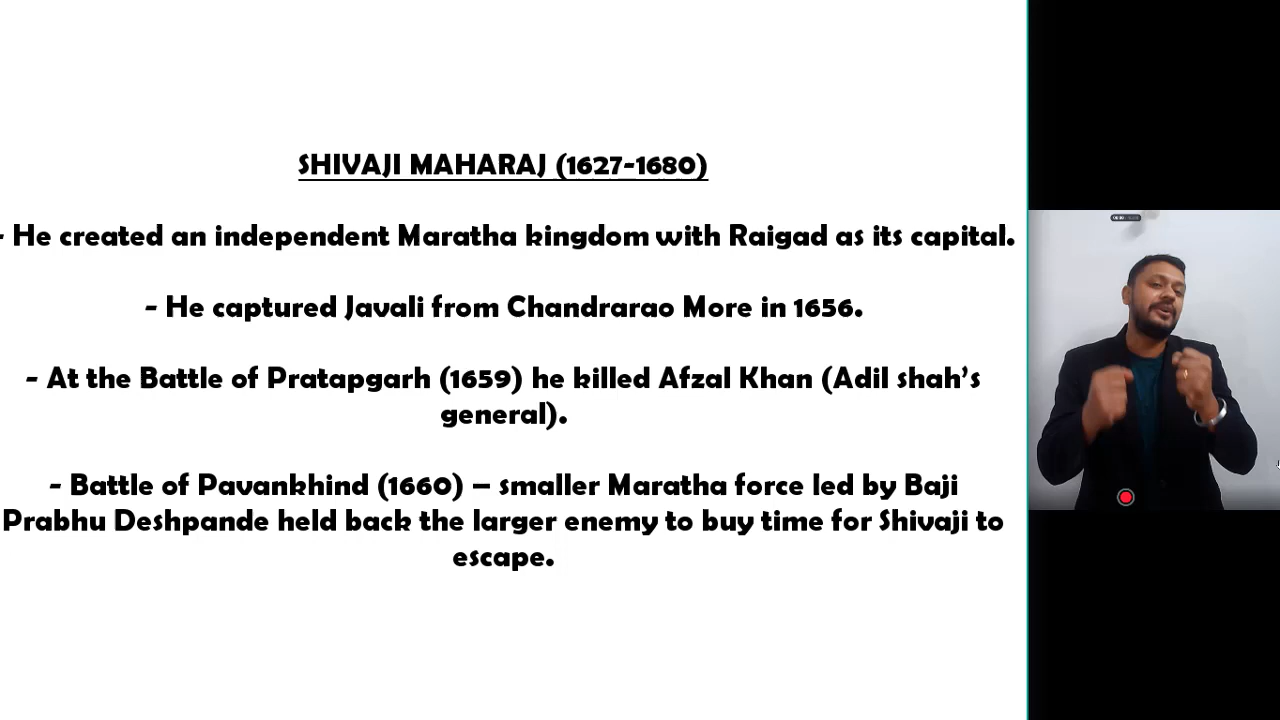 SHIVAJI MAHARAJ (1627-1680)
- He created an independent Maratha kingdom with Raigad as its capital.
- He captured Javali from Chandrarao More in 1656.
- At the Battle of Pratapgarh (1659) he killed Afzal Khan (Adil shah's
general).
- Battle of Pavankhind (1660) – smaller Maratha force led by Baji
Prabhu Deshpande held back the larger enemy to buy time for Shivaji to
escape.